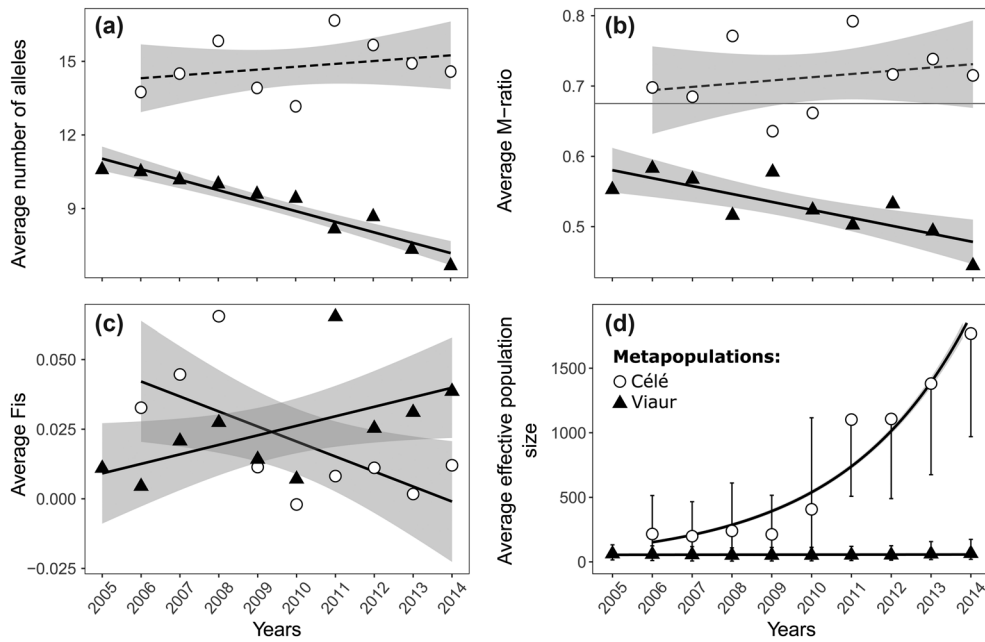 (a)
Average number of alleles
15
12
9
(b)
Average M−ratio
0.8
0.7
0.6
0.5
(c)
Average Fis
0.050
0.025
0.000
−0.025
2005 2006 2007 2008 2009 2010 2011 2012 2013 2014
Years
(d)
Average effective population
size
1500
1000
500
0
Metapopulations:
Célé
Viaur
2005 2006 2007 2008 2009 2010 2011 2012 2013 2014
Years